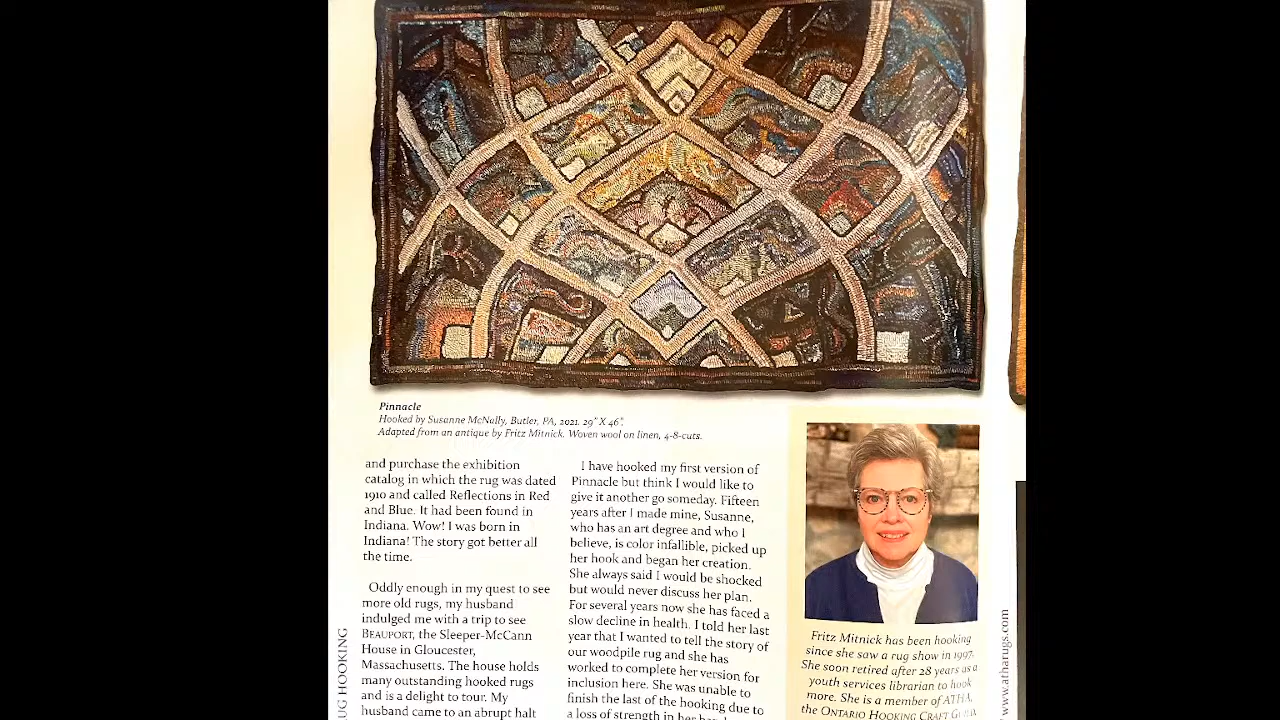 Pinnacle
Hooked by Susanne McNally, Butler, PA, 2021. 29" X 46".
Adapted from an antique by Fritz Mitnick. Woven wool on linen, 4-8-cuts.
and purchase the exhibition
catalog in which the rug was dated
1910 and called Reflections in Red
and Blue. It had been found in
Indiana. Wow! I was born in
Indiana! The story got better all
the time.
Oddly enough in my quest to see
more old rugs, my husband
indulged me with a trip to see
BEAUPORT, the Sleeper-McCann
House in Gloucester,
Massachusetts. The house holds
many outstanding hooked rugs
and is a delight to tour. My
husband came to an abrupt halt
I have hooked my first version of
Pinnacle but think I would like to
give it another go someday. Fifteen
years after I made mine, Susanne,
who has an art degree and who I
believe, is color infallible, picked up
her hook and began her creation.
She always said I would be shocked
but would never discuss her plan.
For several years now she has faced a
slow decline in health. I told her last
year that I wanted to tell the story of
our woodpile rug and she has
worked to complete her version for
inclusion here. She was unable to
finish the last of the hooking due to
a loss of strength in her
Fritz Mitnick has been hooking
since she saw a rug show in 1997.
She soon retired after 28 years as a
youth services librarian to hook
more. She is a member of ATHA,
the ONTARIO HOOKING CRAFT
UG HOOKING
www.atharugs.com